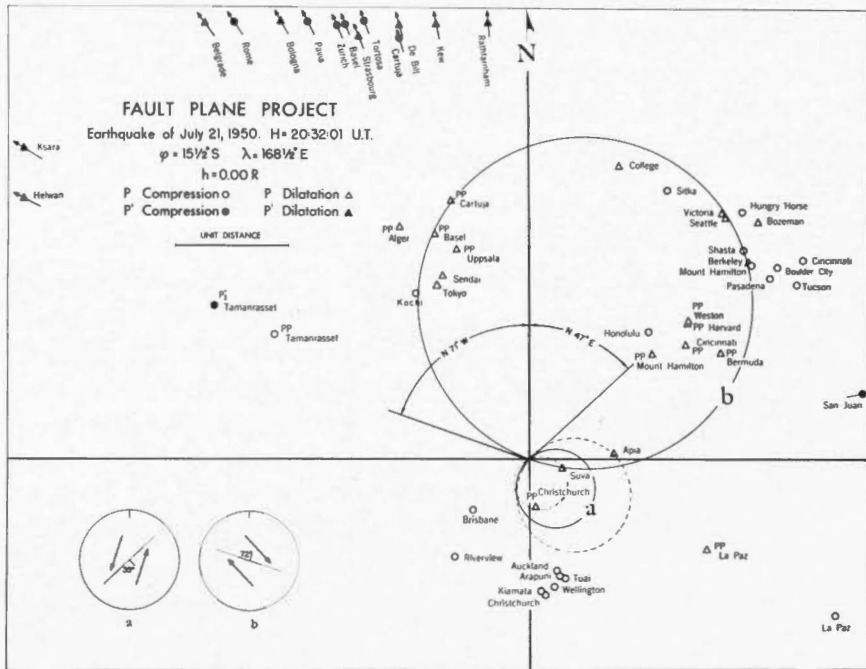 Belgrade
Rome
Bologna
Pavia
Zurich
Basel
Strasbourg
Tortosa
Cartuja
De Bilt
Kew
Rathfarnham
N
FAULT PLANE PROJECT
Earthquake of July 21, 1950. H=20:32:01 U.T.
φ = 15½°S λ = 168½°E
h = 0.00 R
P Compression ○ P Dilatation △
P' Compression ● P' Dilatation ▲
UNIT DISTANCE
Ksara
Helwan
P'₂
Tamanrasset
PP
Tamanrasset
PP
Cartuja
PP
Alger
PP
Basel
PP
Uppsala
Sendai
Tokyo
Kochi
College
Sitka
Victoria
Seattle
Hungry Horse
Bozeman
Shasta
Berkeley
Mount Hamilton
Pasadena
Cincinnati
Boulder City
Tucson
PP
Weston
PP Harvard
Honolulu
Cincinnati
PP
PP
Mount Hamilton
PP
Bermuda
N 71° W
N 47° E
b
San Juan
Apia
Suva
PP
Christchurch
a
Brisbane
Riverview
Auckland
Arapuni
Tuai
Wellington
Kiamata
Christchurch
PP
La Paz
La Paz
72°
a
b